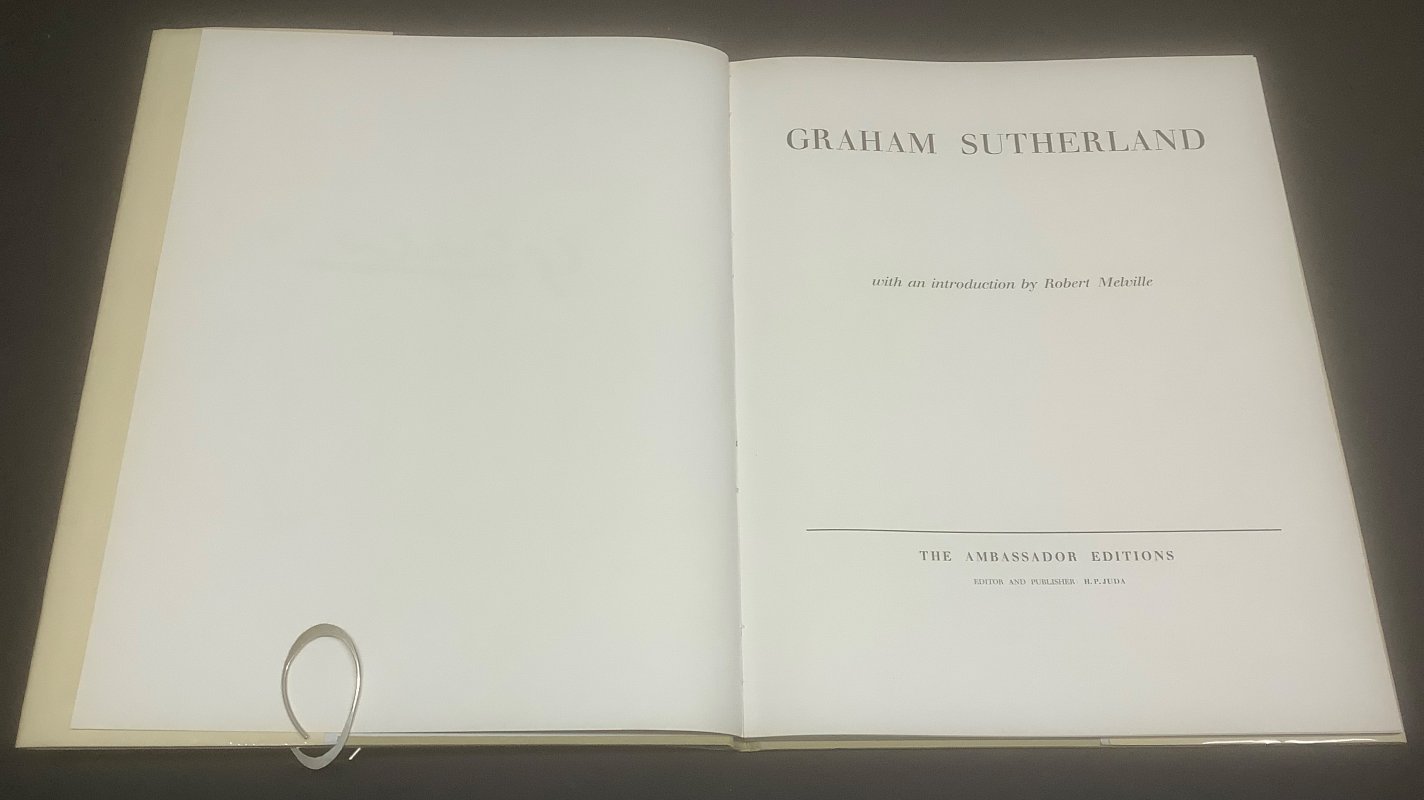 GRAHAM SUTHERLAND
with an introduction by Robert Melville
THE AMBASSADOR EDITIONS
EDITOR AND PUBLISHER H. P. JUDA